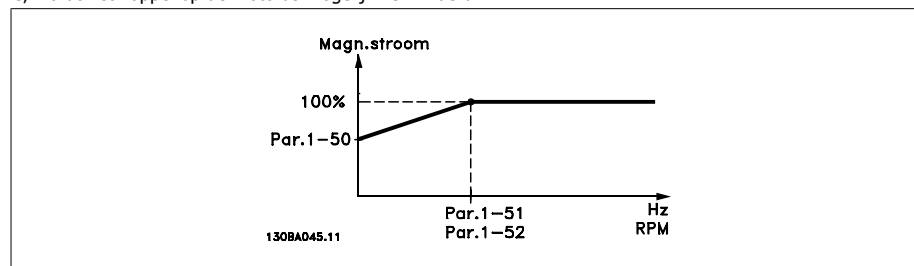 Magn.stroom
100%
Par.1-50
Par.1-51
Par.1-52
Hz
RPM
130BA045.11